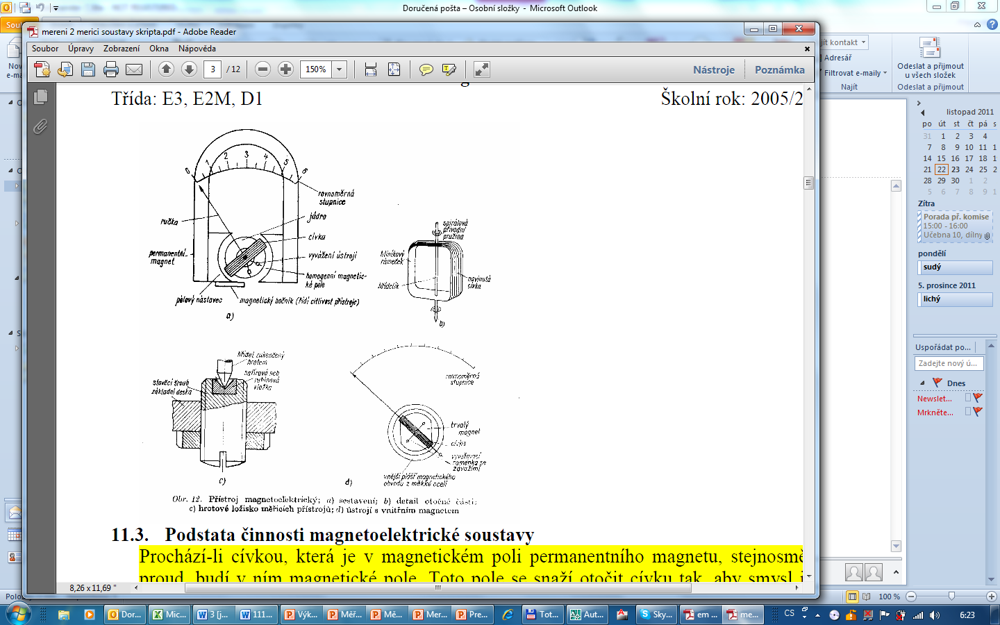 Doručená pošta – Osobní složky - Microsoft Outlook
mereni 2 merici soustavy skripta.pdf - Adobe Reader
Soubor Úpravy Zobrazení Okna Nápověda
3 / 12 150% Nástroje Poznámka
Třída: E3, E2M, D1 Školní rok: 2005/2
0 1 2 3 4 5 6
rovnoměrná
stupnice
ručka
jádro
cívka
permanentní
magnet
vyvážení ústrojí
homogenní magnetic-
ké pole
pólový nástavec
magnetický bočník (řídí citlivost přístroje)
a)
spirálová
přívodní
pružina
hliníkový
rámeček
hřídelík
navinutá
cívka
b)
hřídel zakončený
hrotem
safírová neb
rubínová
vložka
stavěcí šroub
základní deska
c)
rovnoměrná
stupnice
trvalý
magnet
cívka
vyvažovací
raménka se
závažími
vnější plášť magnetického
obvodu z měkké oceli
d)
Obr. 12. Přístroj magnetoelektrický; a) sestavení; b) detail otočné části;
c) hrotové ložisko měřicích přístrojů; d) ústrojí s vnitřním magnetem
11.3. Podstata činnosti magnetoelektrické soustavy
Prochází-li cívkou, která je v magnetickém poli permanentního magnetu, stejnosmě
proud, budí v ním magnetické pole. Toto pole se snaží otočit cívku tak, aby smysl j
8,26 x 11,69 "
Sou
Nov
e-ma
jít kontakt
Adresář
Filtrovat e-maily
Najít
Odeslat a přijmout
u všech složek
Odeslat a přijmout
listopad 2011
po út st čt pá s
31 1 2 3 4
7 8 9 10 11 1
14 15 16 17 18 1
21 22 23 24 25 2
28 29 30 1 2
5 6 7 8 9 1
Zítra
Porada př. komise
15:00 - 16:00
Učebna 10, dílny
pondělí
sudý
5. prosince 2011
lichý
Uspořádat po...
Zadejte nový ú...
Dnes
Newslet...
Mrkněte...
Polo
100 %
Dor... Mic... 3 [j... 111... Výk... Měř... Mě... Mer... Pre... Tot... Aut... Sky... em ... me...
CS 6:23